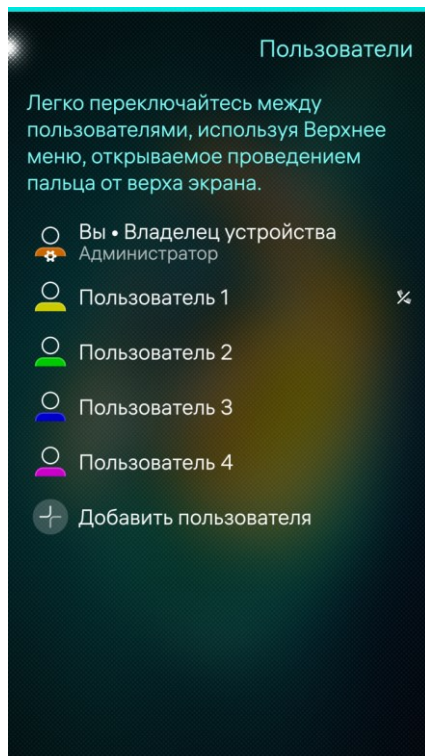 Пользователи
Легко переключайтесь между
пользователями, используя Верхнее
меню, открываемое проведением
пальца от верха экрана.
Вы • Владелец устройства
Администратор
Пользователь 1
Пользователь 2
Пользователь 3
Пользователь 4
Добавить пользователя